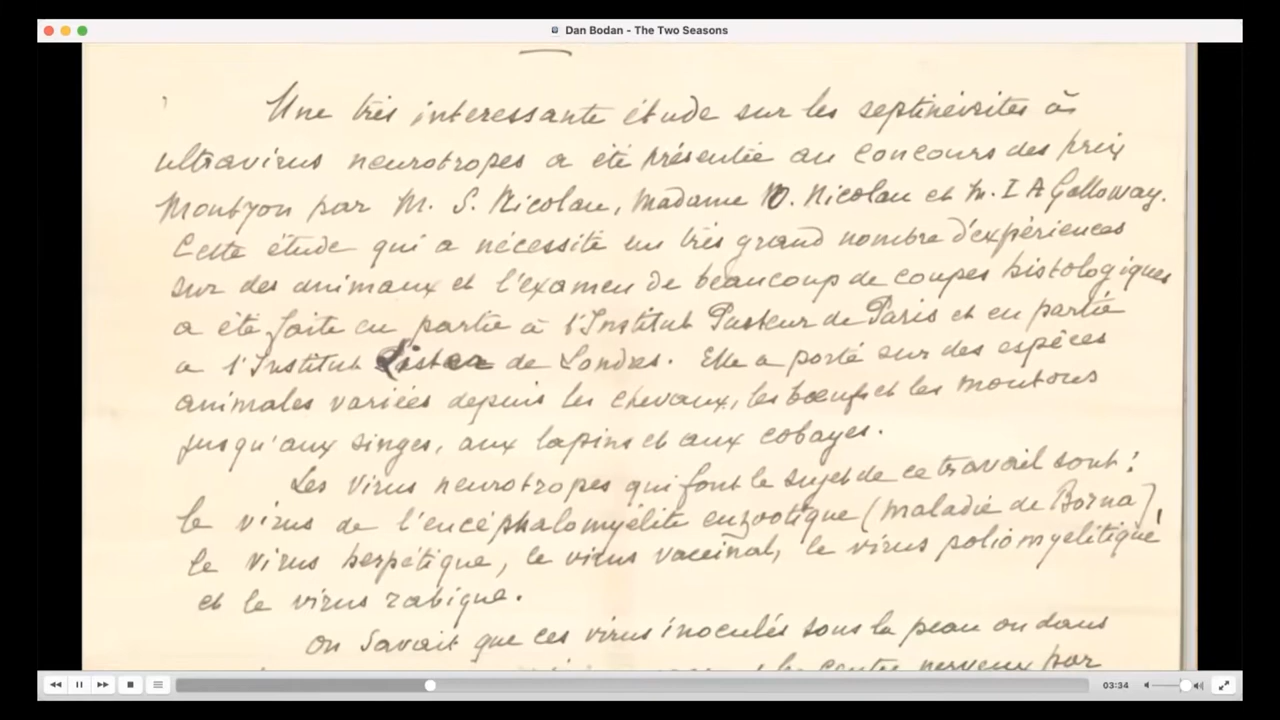 Dan Bodan - The Two Seasons
Une très interessante étude sur les septinévrites à
ultravirus neurotropes a été présentée au concours des prix
Montyon par M. S. Nicolau, Madame O. Nicolau et M. I A Galloway.
Cette étude qui a nécessité un très grand nombre d'expériences
sur des animaux et l'examen de beaucoup de coupes histologiques
a été faite en partie à l'Institut Pasteur de Paris et en partie
a l'Institut Lister de Londres. Elle a porté sur des espèces
animales variées depuis les chevaux, les bœufs et les moutons
jusqu'aux singes, aux lapins et aux cobayes.
Les virus neurotropes qui font le sujet de ce travail sont :
le virus de l'encéphalomyélite enzootique (maladie de Borna),
le virus herpétique, le virus vaccinal, le virus poliomyélitique
et le virus rabique.
On savait que ces virus inoculés sous la peau ou dans
centres nerveux par
03:34